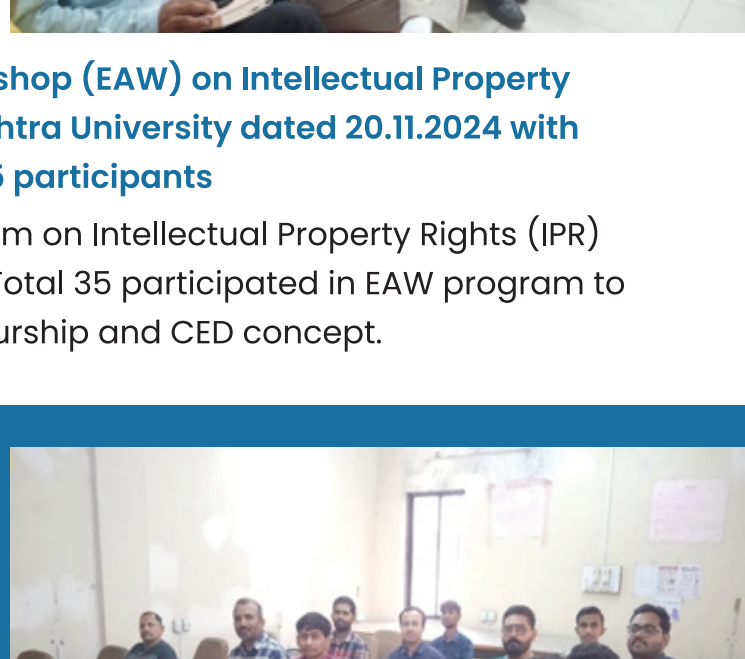 shop (EAW) on Intellectual Property
htra University dated 20.11.2024 with
5 participants
m on Intellectual Property Rights (IPR)
Total 35 participated in EAW program to
urship and CED concept.